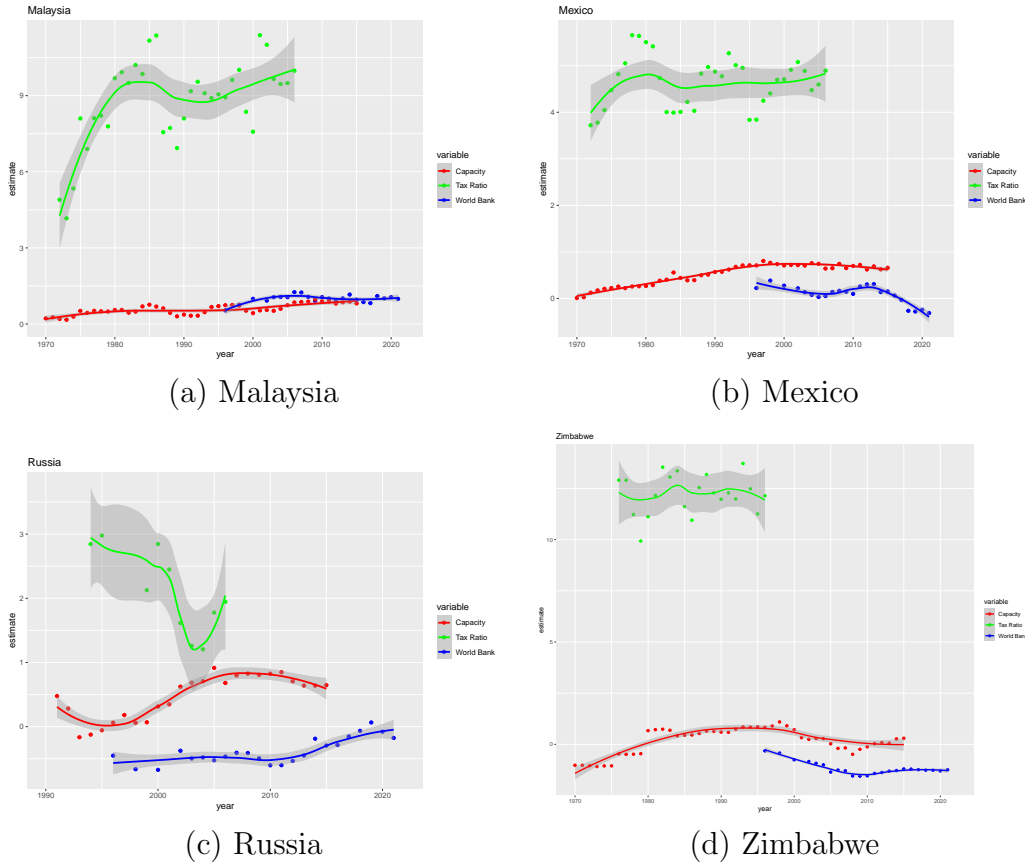 Malaysia
9
6
3
0
estimate
1970
1980
1990
2000
2010
2020
year
variable
Capacity
Tax Ratio
World Bank
(a) Malaysia
Mexico
4
2
0
estimate
1970
1980
1990
2000
2010
2020
year
variable
Capacity
Tax Ratio
World Bank
(b) Mexico
Russia
3
2
1
0
estimate
1990
2000
2010
2020
year
variable
Capacity
Tax Ratio
World Bank
(c) Russia
Zimbabwe
10
5
0
estimate
1970
1980
1990
2000
2010
2020
year
variable
Capacity
Tax Ratio
World Bank
(d) Zimbabwe